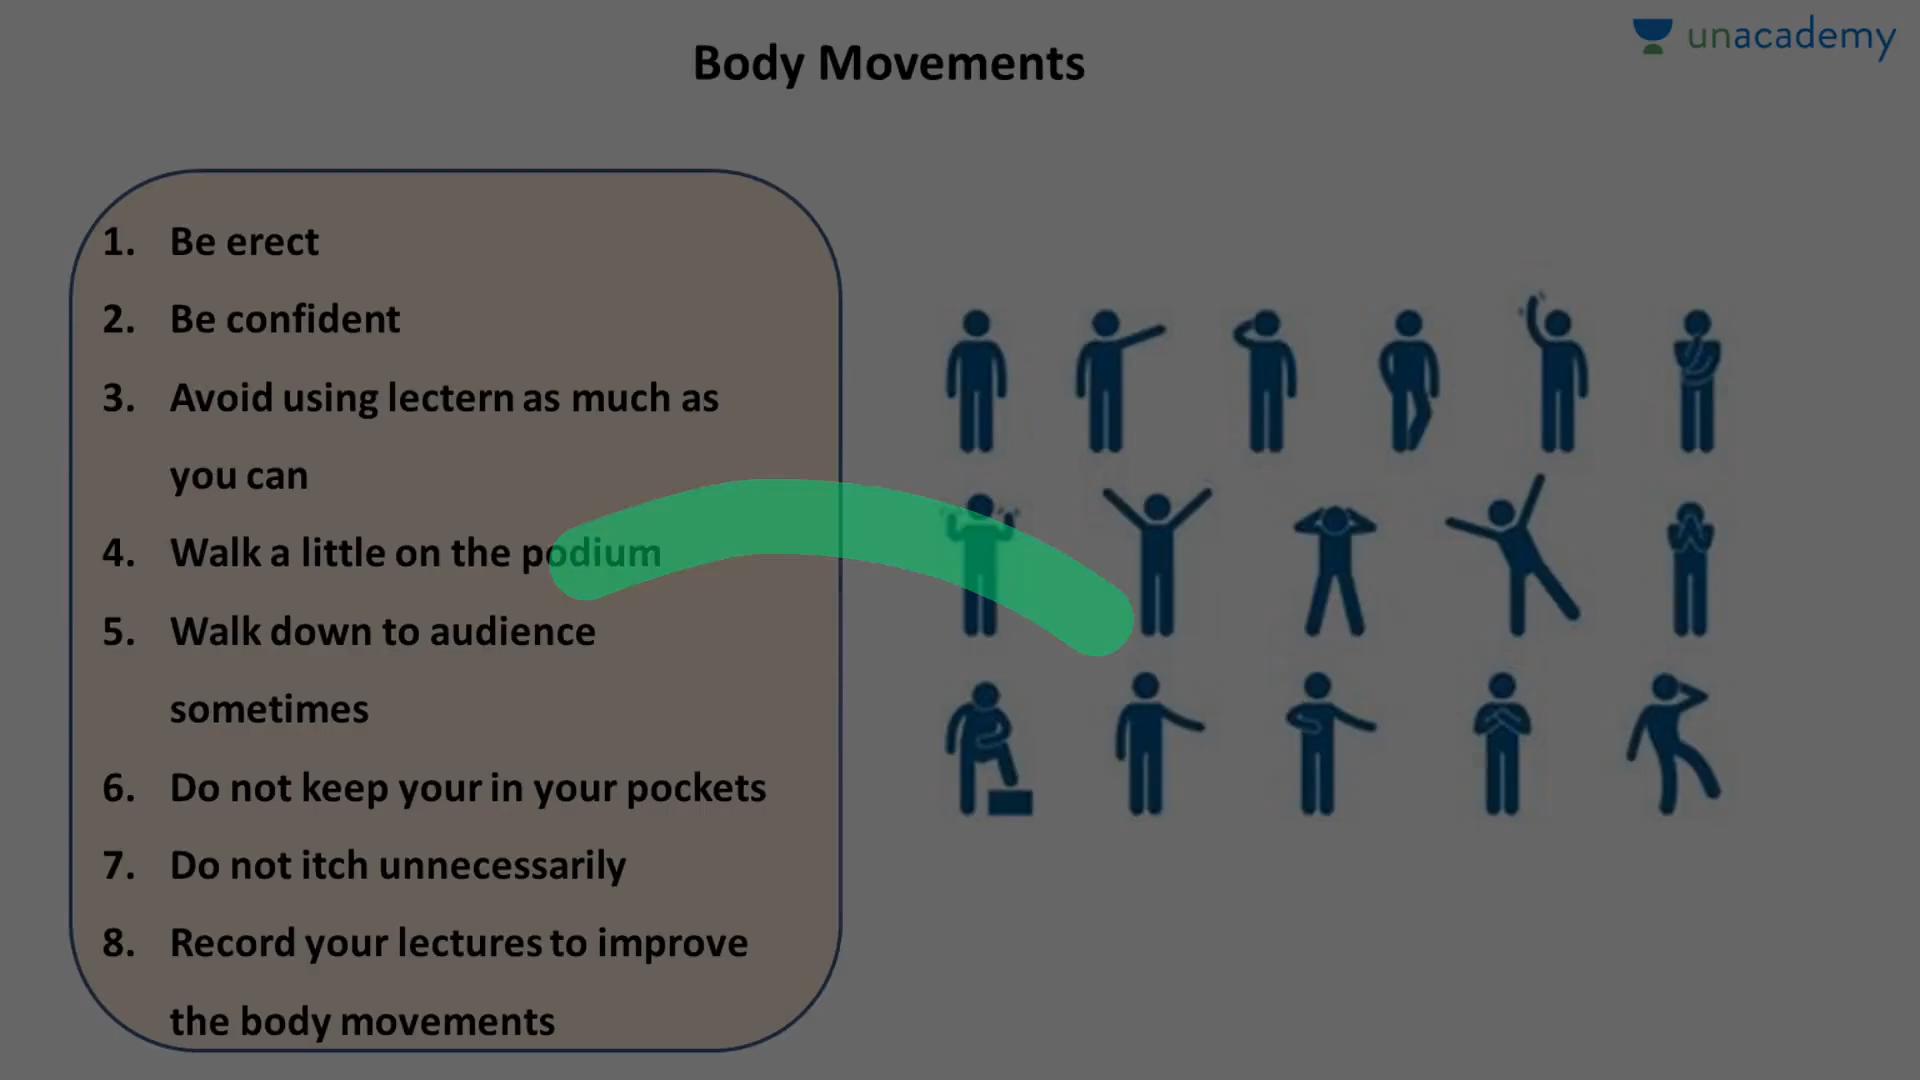 unacademy
Body Movements
1. Be erect
2. Be confident
3. Avoid using lectern as much as
you can
4. Walk a little on the podium
5. Walk down to audience
sometimes
6. Do not keep your in your pockets
7. Do not itch unnecessarily
8. Record your lectures to improve
the body movements